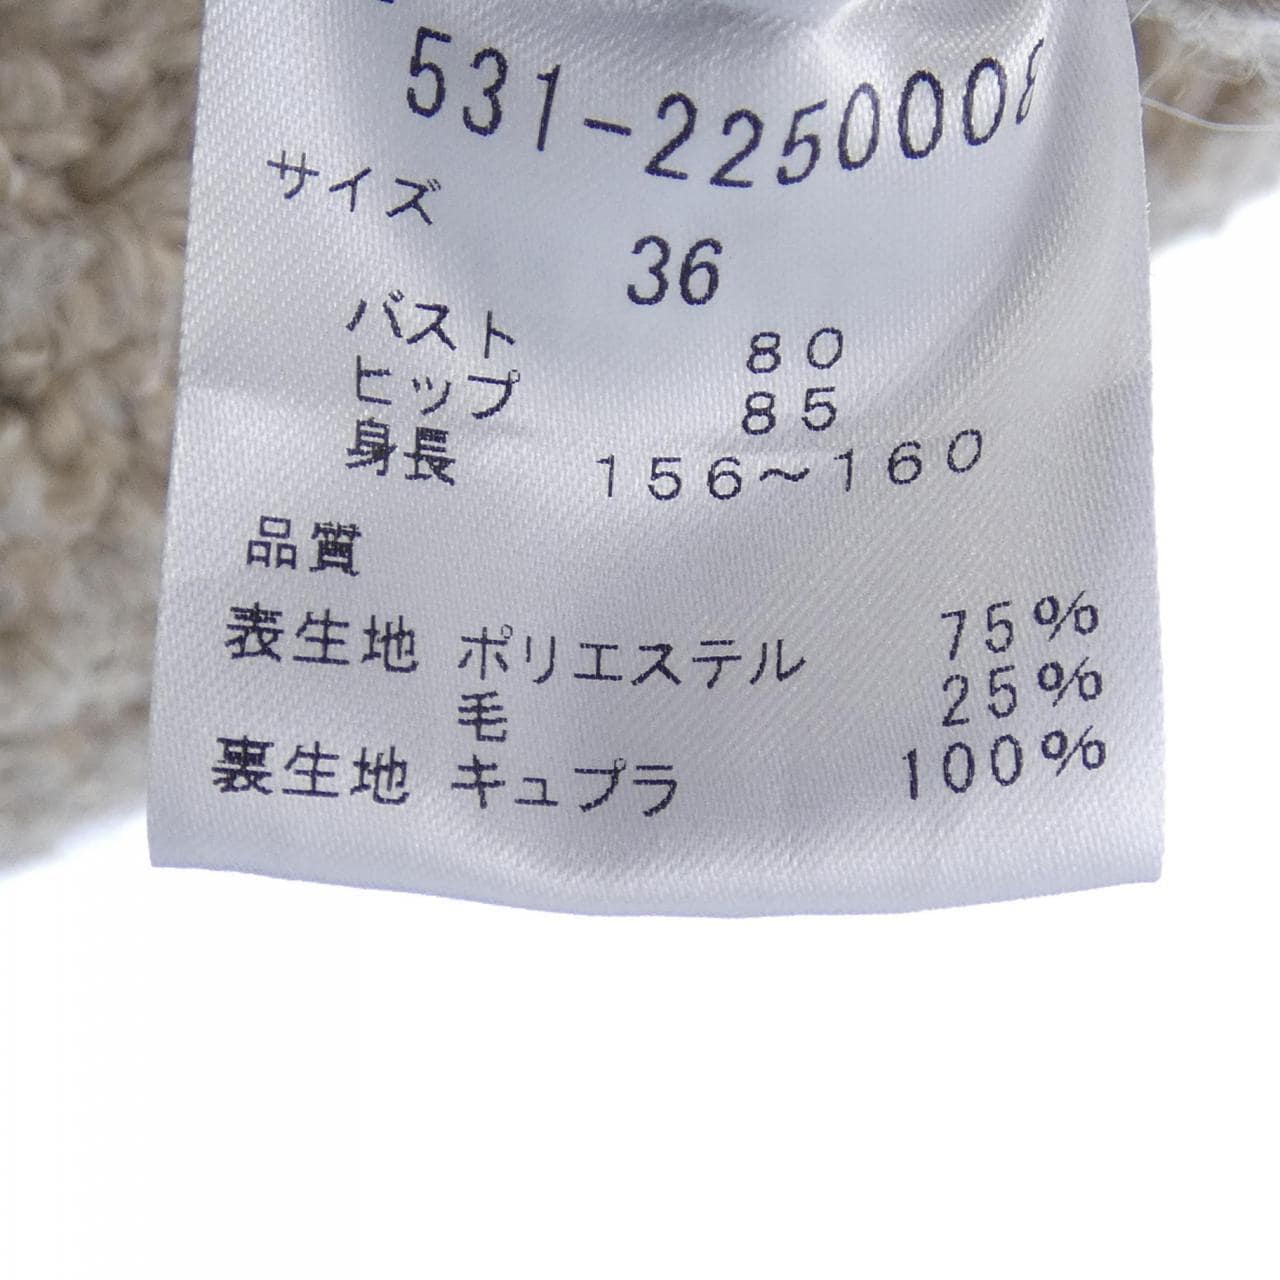 531-2250008
サイズ
36
バスト 80
ヒップ 85
身長 156～160
品質
表生地 ポリエステル 75%
毛 25%
裏生地 キュプラ 100%